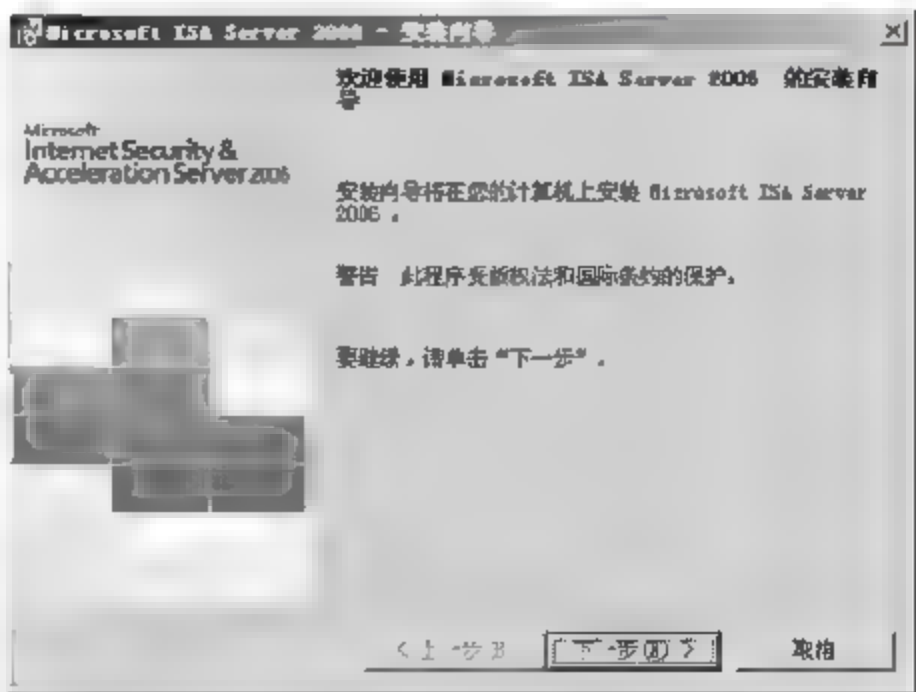 Microsoft ISA Server 2006 - 安装向导
欢迎使用 Microsoft ISA Server 2006 的安装向
导
Microsoft
Internet Security &
Acceleration Server 2006
安装向导将在您的计算机上安装 Microsoft ISA Server
2006 。
警告 此程序受版权法和国际条约的保护。
要继续，请单击“下一步”。
< 上一步
下一步(N) >
取消